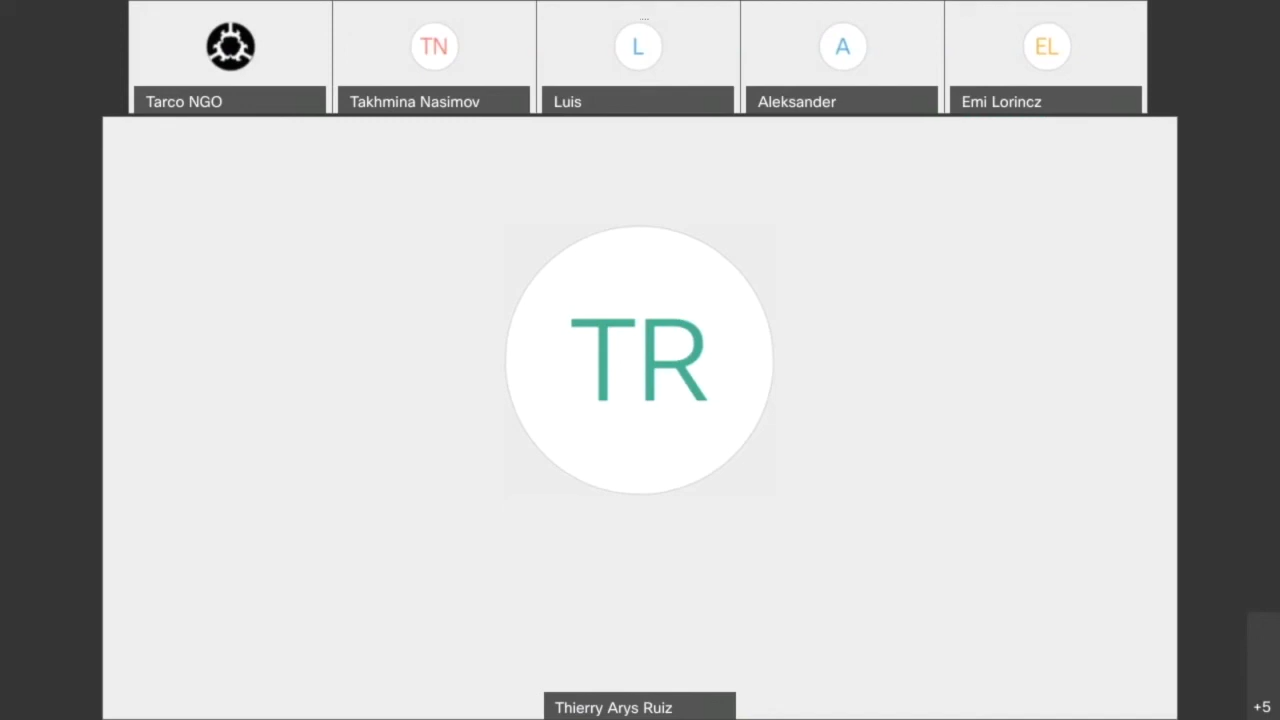 TN
L
A
EL
Tarco NGO
Takhmina Nasimov
Luis
Aleksander
Emi Lorincz
TR
Thierry Arys Ruiz
+5